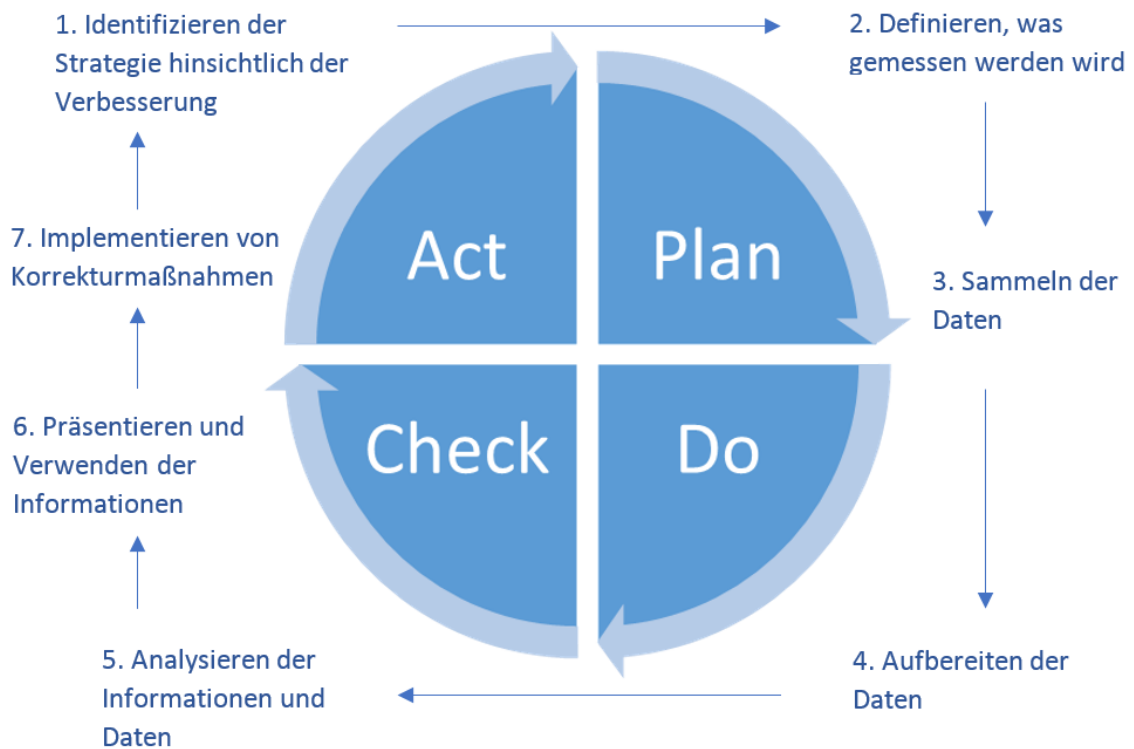 1. Identifizieren der
Strategie hinsichtlich der
Verbesserung
2. Definieren, was
gemessen werden wird
3. Sammeln der
Daten
4. Aufbereiten der
Daten
5. Analysieren der
Informationen und
Daten
6. Präsentieren und
Verwenden der
Informationen
7. Implementieren von
Korrekturmaßnahmen
Act
Plan
Check
Do